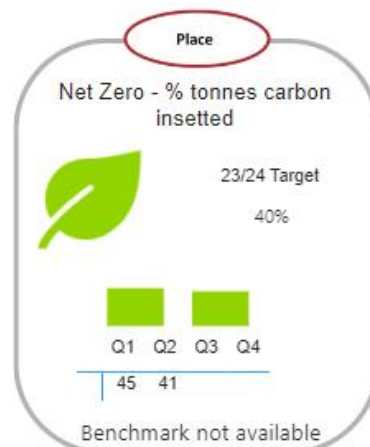 Place
Net Zero - % tonnes carbon
insetted
23/24 Target
40%
Q1 Q2 Q3 Q4
45 41
Benchmark not available